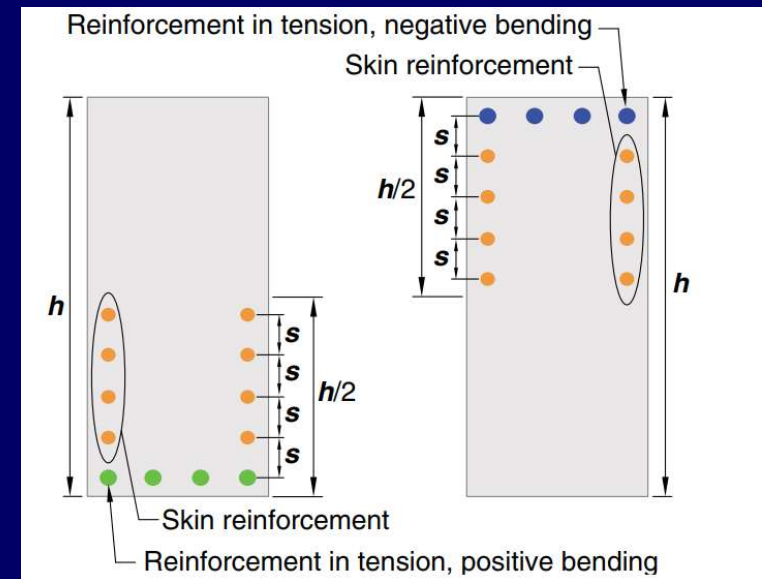 Reinforcement in tension, negative bending
Skin reinforcement
s
s
s
s
h/2
h
h
s
s
s
s
h/2
Skin reinforcement
Reinforcement in tension, positive bending